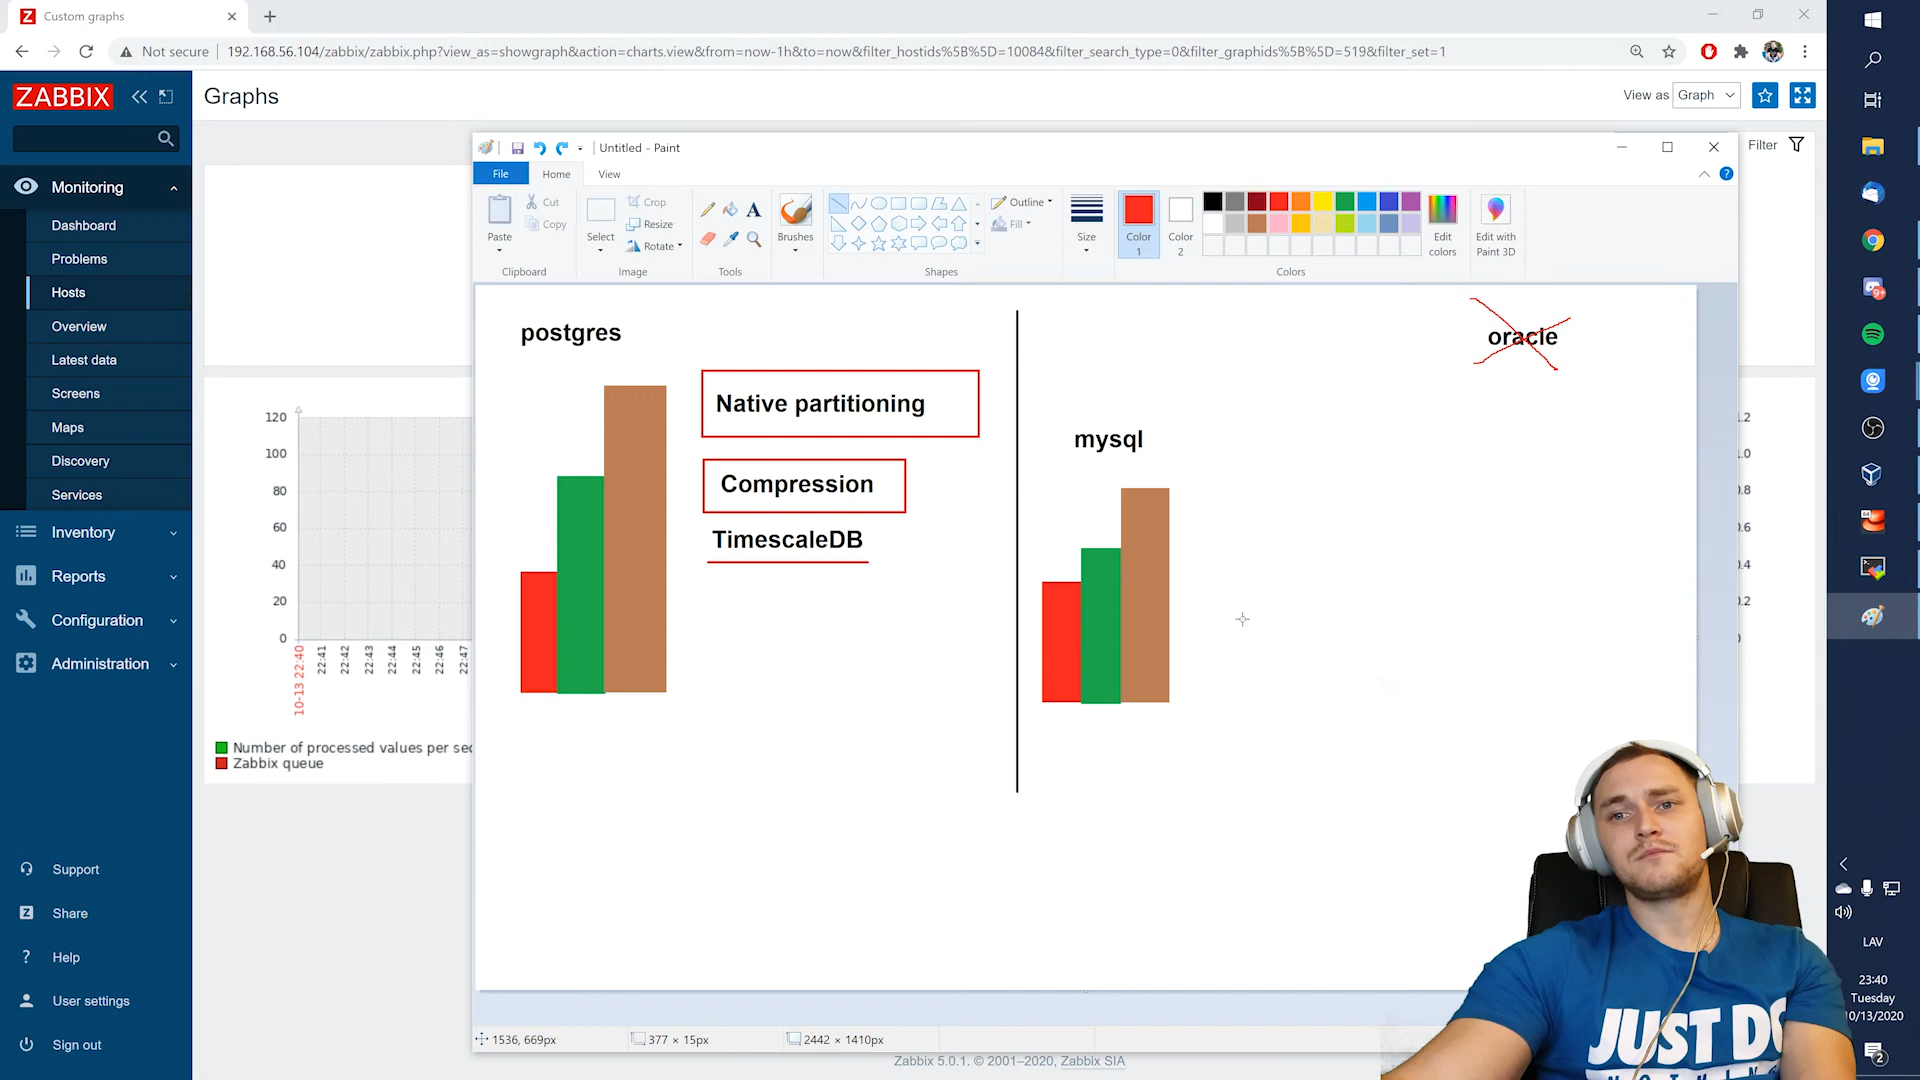 Custom graphs
Not secure
192.168.56.104/zabbix/zabbix.php?view_as=showgraph&action=charts.view&from=now-1h&to=now&filter_hostids%5B%5D=10084&filter_search_type=0&filter_graphids%5B%5D=519&filter_set=1
ZABBIX
Graphs
View as
Graph
Filter
Monitoring
Dashboard
Problems
Hosts
Overview
Latest data
Screens
Maps
Discovery
Services
Inventory
Reports
Configuration
Administration
Support
Share
Help
User settings
Sign out
120
100
80
60
40
20
0
10-13 22:40
22:41
22:42
22:43
22:44
22:45
22:46
22:47
Number of processed values per sec
Zabbix queue
Untitled - Paint
File
Home
View
Paste
Cut
Copy
Clipboard
Select
Crop
Resize
Rotate
Image
Tools
Brushes
Shapes
Outline
Fill
Size
Color 1
Color 2
Edit colors
Colors
Edit with Paint 3D
postgres
Native partitioning
Compression
TimescaleDB
mysql
oracle
1536, 669px
377 × 15px
2442 × 1410px
Zabbix 5.0.1. © 2001–2020, Zabbix SIA
JUST DO
LAV
23:40
Tuesday
10/13/2020
2